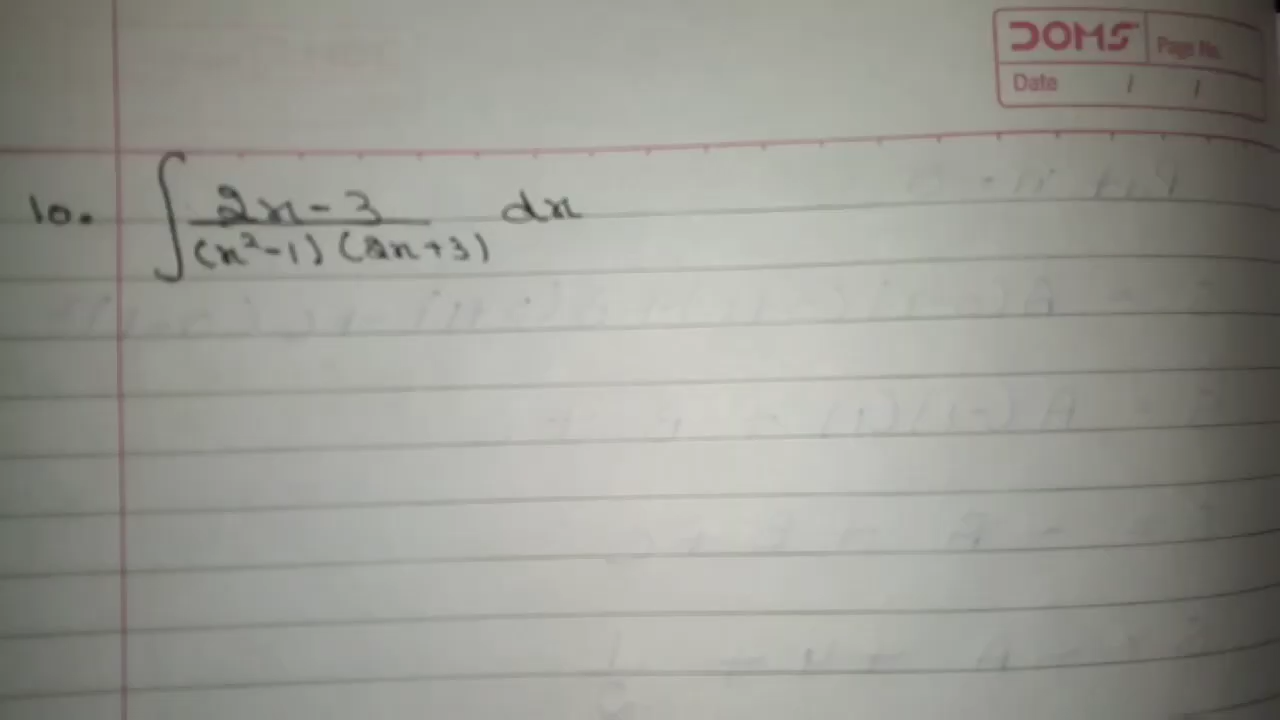 DOMS Page No.
Date / /
10. ∫ (2x - 3) / ((x² - 1) (2x + 3)) dx